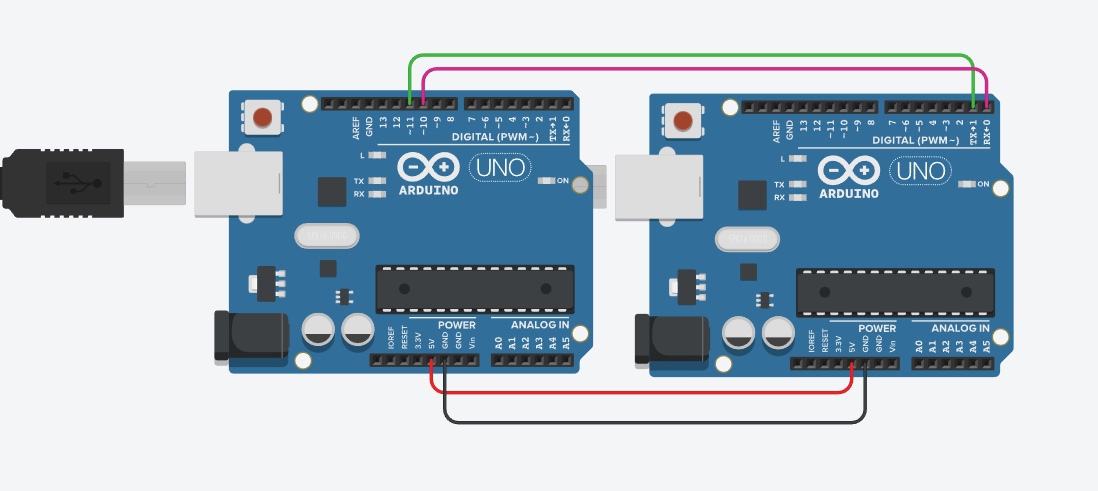 AREF GND 13 12 ~11 ~10 ~9 8 7 ~6 ~5 4 ~3 2 TX→1 RX←0
DIGITAL (PWM~)
L
TX
RX
UNO
ARDUINO
ON
POWER
ANALOG IN
IOREF RESET 3.3V 5V GND GND Vin A0 A1 A2 A3 A4 A5
AREF GND 13 12 ~11 ~10 ~9 8 7 ~6 ~5 4 ~3 2 TX→1 RX←0
DIGITAL (PWM~)
L
TX
RX
UNO
ARDUINO
ON
POWER
ANALOG IN
IOREF RESET 3.3V 5V GND GND Vin A0 A1 A2 A3 A4 A5